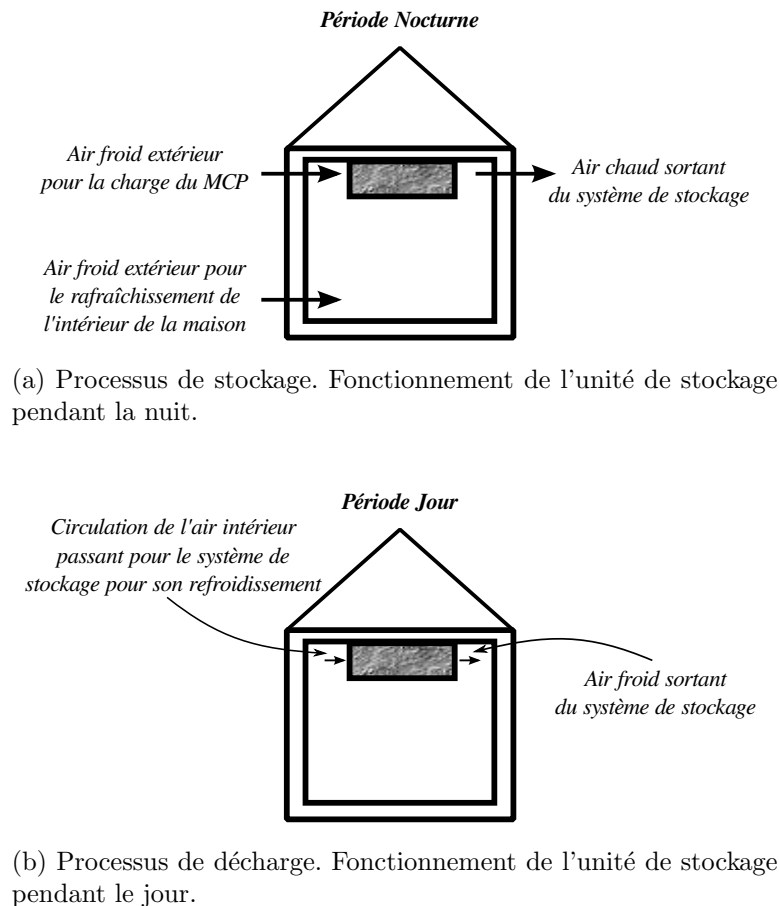 Période Nocturne
Air froid extérieur
pour la charge du MCP
Air chaud sortant
du système de stockage
Air froid extérieur pour
le rafraîchissement de
l'intérieur de la maison
(a) Processus de stockage. Fonctionnement de l'unité de stockage
pendant la nuit.
Période Jour
Circulation de l'air intérieur
passant pour le système de
stockage pour son refroidissement
Air froid sortant
du système de stockage
(b) Processus de décharge. Fonctionnement de l'unité de stockage
pendant le jour.